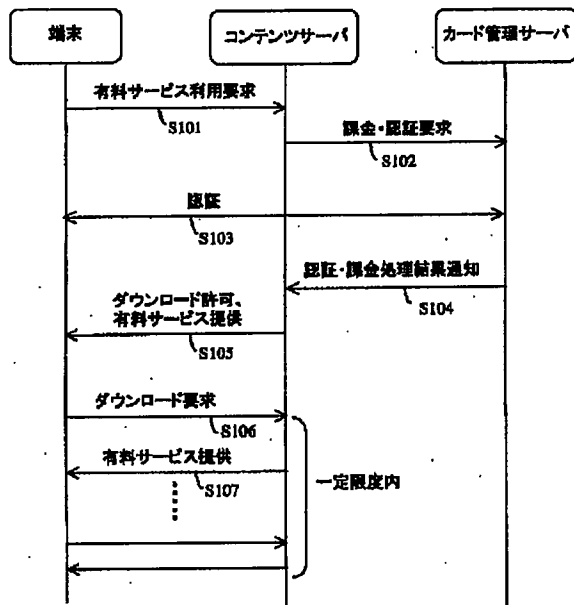 端末
コンテンツサーバ
カード管理サーバ
有料サービス利用要求
S101
課金・認証要求
S102
認証
S103
認証・課金処理結果通知
S104
ダウンロード許可、
有料サービス提供
S105
ダウンロード要求
S106
有料サービス提供
S107
一定限度内